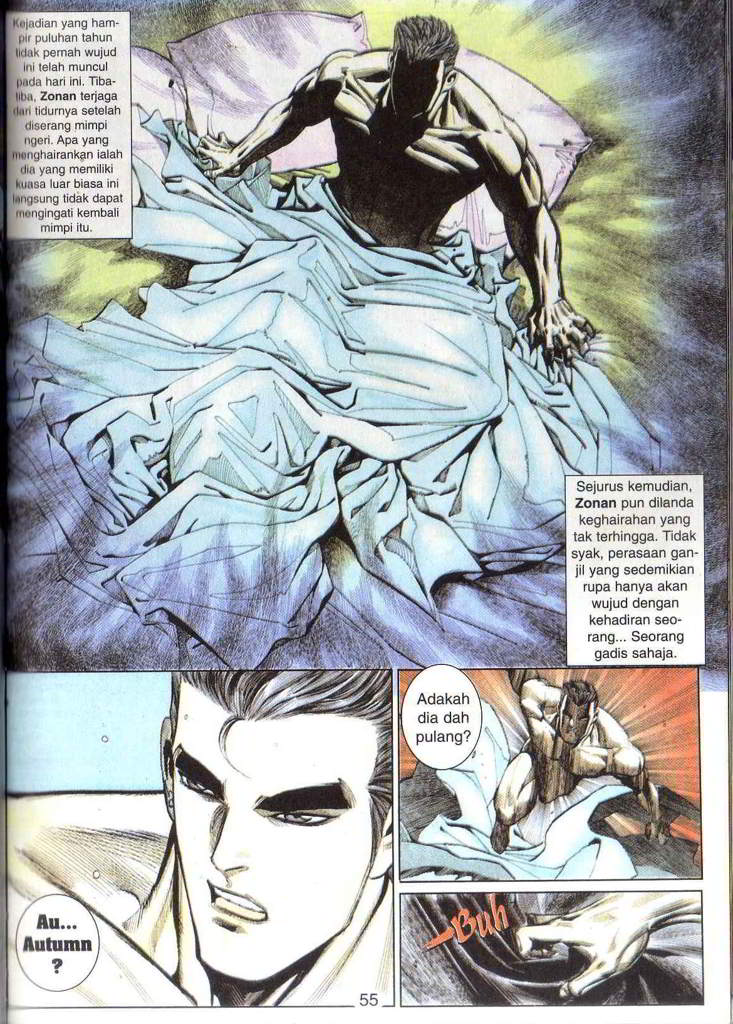 Kejadian yang ham-
pir puluhan tahun
tidak pernah wujud
ini telah muncul
pada hari ini. Tiba-
tiba, Zonan terjaga
dari tidurnya setelah
diserang mimpi
ngeri. Apa yang
menghairankan ialah
dia yang memiliki
kuasa luar biasa ini
langsung tidak dapat
mengingati kembali
mimpi itu.
Sejurus kemudian,
Zonan pun dilanda
keghairahan yang
tak terhingga. Tidak
syak, perasaan gan-
jil yang sedemikian
rupa hanya akan
wujud dengan
kehadiran seo-
rang... Seorang
gadis sahaja.
Au...
Autumn
?
Adakah
dia dah
pulang?
Buh
55